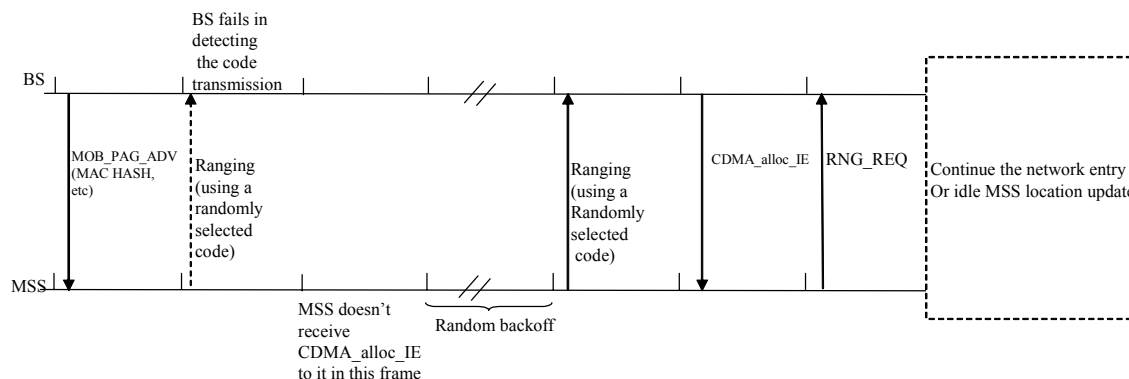 BS fails in
detecting
the code
transmission
BS
MOB_PAG_ADV
(MAC HASH,
etc)
Ranging
(using a
randomly
selected
code)
Ranging
(using a
Randomly
selected
code)
CDMA_alloc_IE
RNG_REQ
Continue the network entry
Or idle MSS location update
MSS
MSS doesn't
receive
CDMA_alloc_IE
to it in this frame
Random backoff